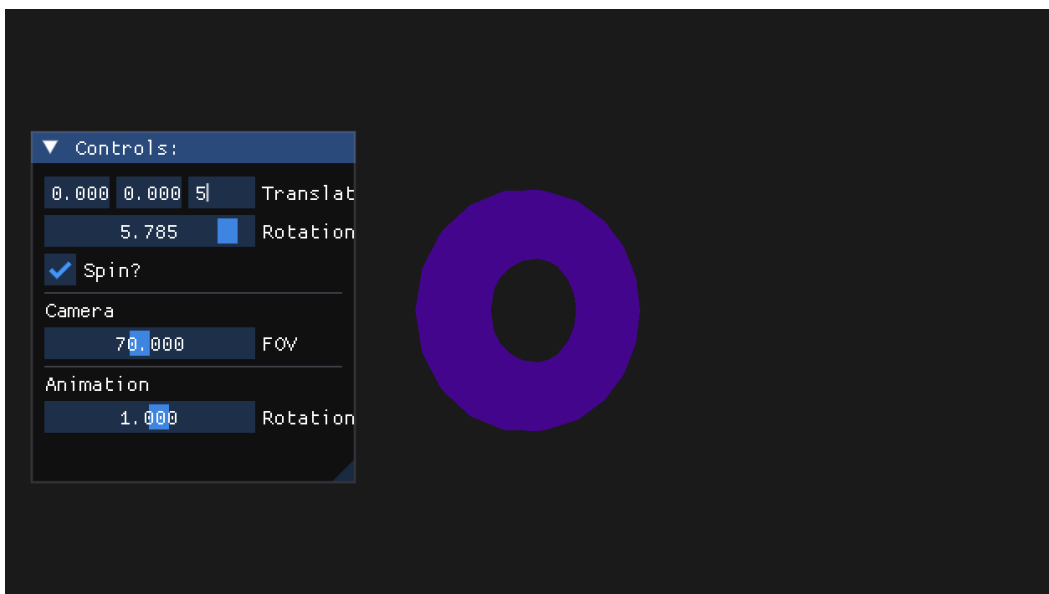 Controls:
0.000 0.000 5 Translat
5.785 Rotation
Spin?
Camera
70.000 FOV
Animation
1.000 Rotation